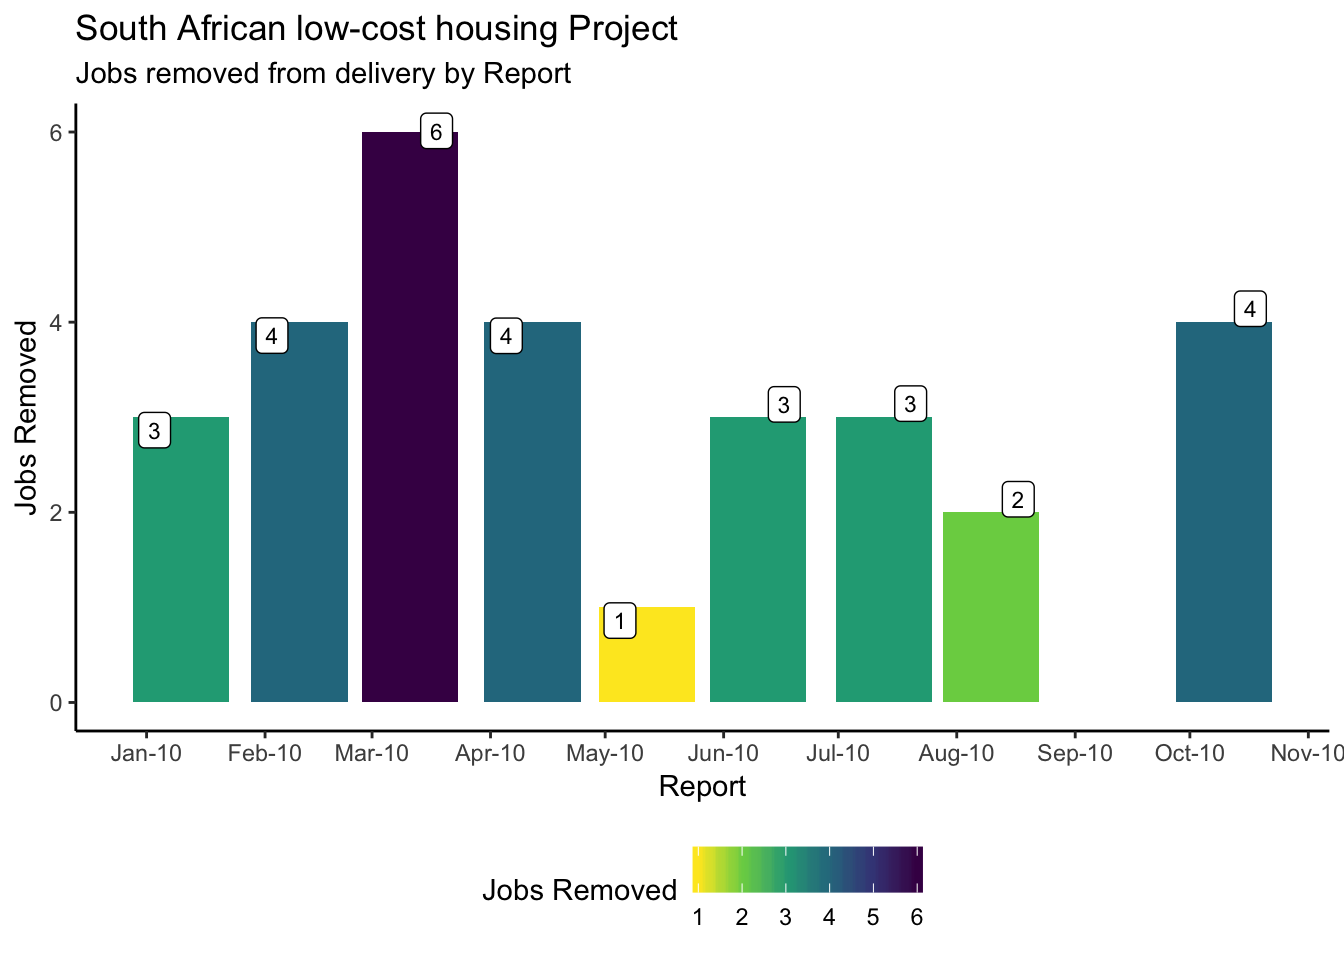 South African low-cost housing Project
Jobs removed from delivery by Report
Jobs Removed
6
4
2
0
3
4
6
4
1
3
3
2
4
Jan-10 Feb-10 Mar-10 Apr-10 May-10 Jun-10 Jul-10 Aug-10 Sep-10 Oct-10 Nov-10
Report
Jobs Removed
1 2 3 4 5 6